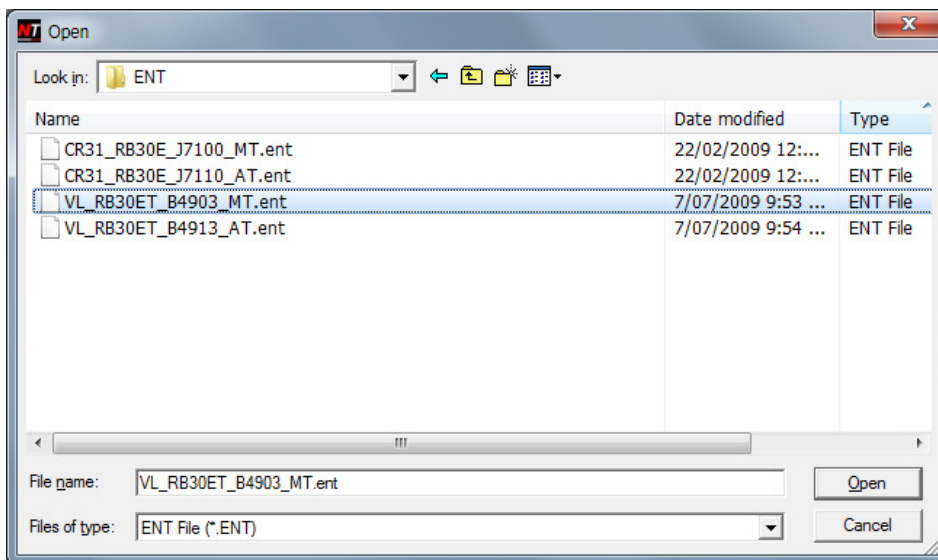 NT Open
Look in: ENT
Name Date modified Type
CR31_RB30E_J7100_MT.ent 22/02/2009 12:... ENT File
CR31_RB30E_J7110_AT.ent 22/02/2009 12:... ENT File
VL_RB30ET_B4903_MT.ent 7/07/2009 9:53 ... ENT File
VL_RB30ET_B4913_AT.ent 7/07/2009 9:54 ... ENT File
File name: VL_RB30ET_B4903_MT.ent Open
Files of type: ENT File (*.ENT) Cancel